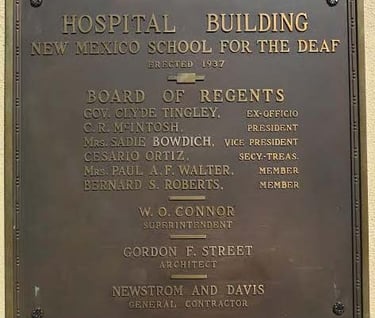 HOSPITAL BUILDING
NEW MEXICO SCHOOL FOR THE DEAF
ERECTED 1937
BOARD OF REGENTS
GOV. CLYDE TINGLEY, EX-OFFICIO
C. R. McINTOSH, PRESIDENT
MRS. SADIE BOWDICH, VICE PRESIDENT
CESARIO ORTIZ, SECY-TREAS.
MRS. PAUL A. F. WALTER, MEMBER
BERNARD S. ROBERTS, MEMBER
W. O. CONNOR
SUPERINTENDENT
GORDON F. STREET
ARCHITECT
NEWSTROM AND DAVIS
GENERAL CONTRACTOR